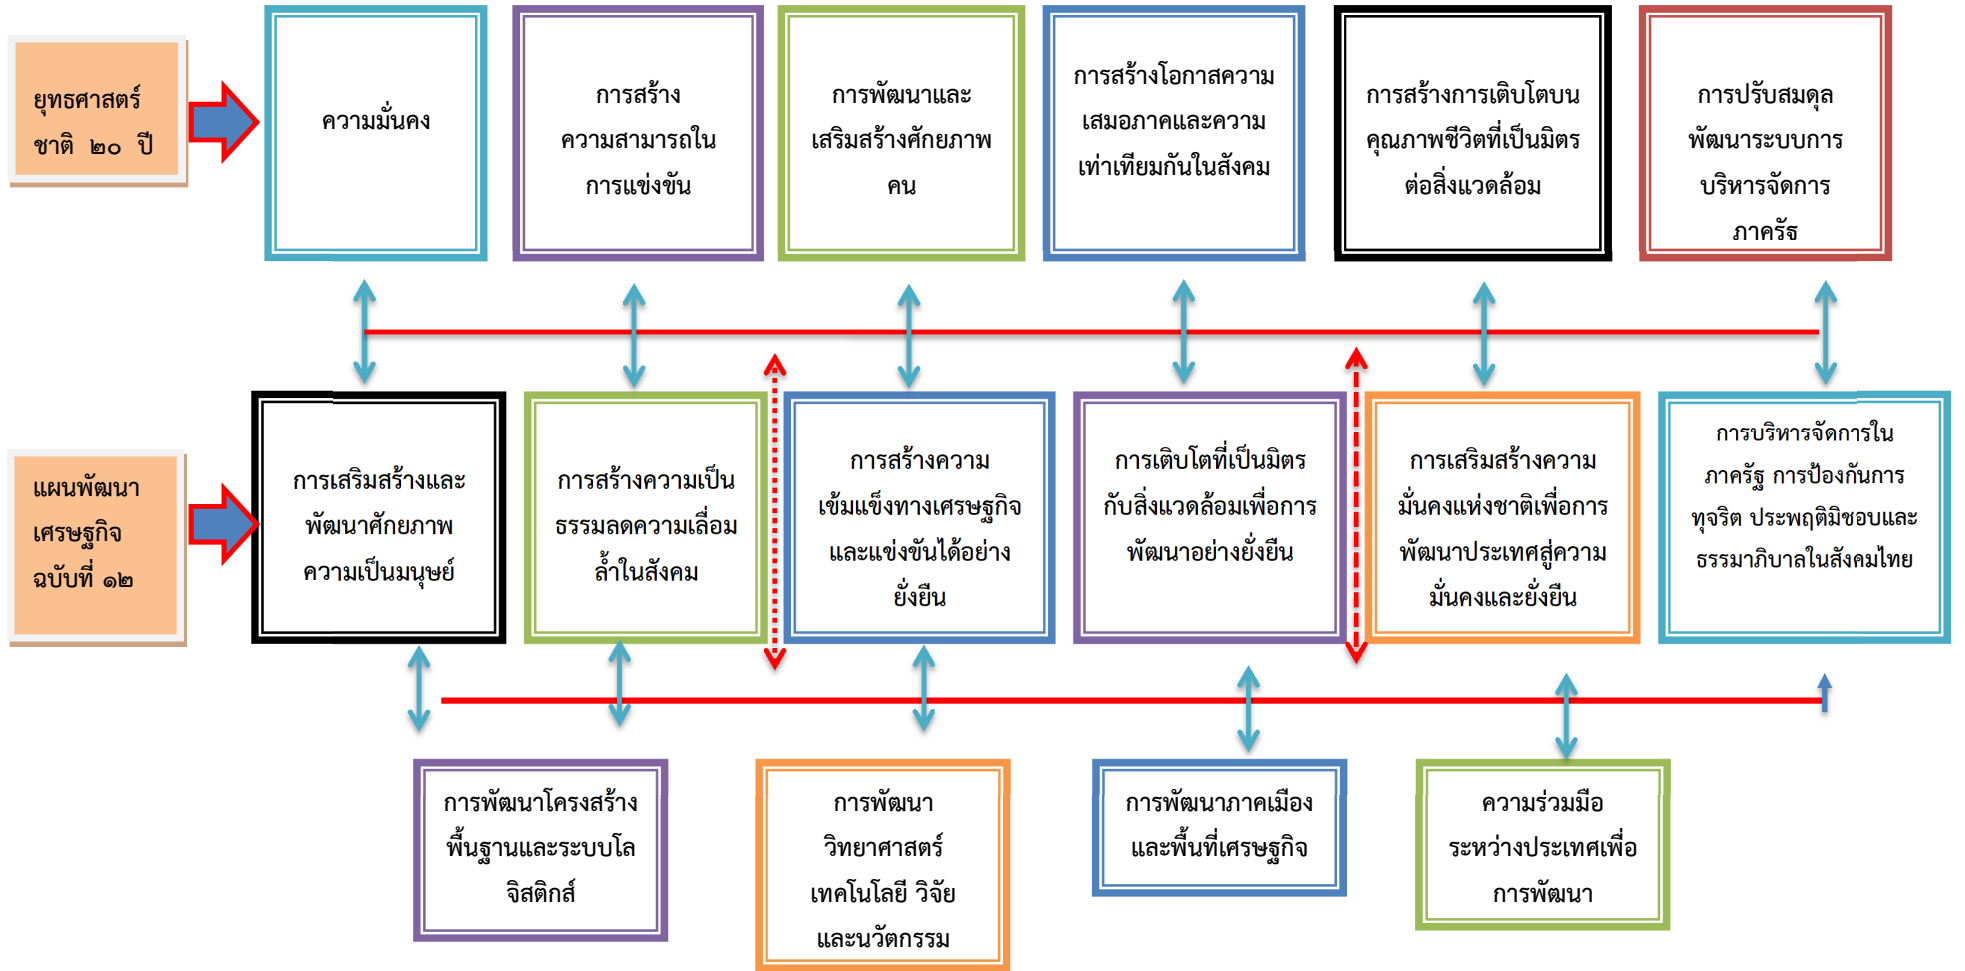 ยุทธศาสตร์
ชาติ ๒๐ ปี
ความมั่นคง
การสร้าง
ความสามารถใน
การแข่งขัน
การพัฒนาและ
เสริมสร้างศักยภาพ
คน
การสร้างโอกาสความ
เสมอภาคและความ
เท่าเทียมกันในสังคม
การสร้างการเติบโตบน
คุณภาพชีวิตที่เป็นมิตร
ต่อสิ่งแวดล้อม
การปรับสมดุล
พัฒนาระบบการ
บริหารจัดการ
ภาครัฐ
แผนพัฒนา
เศรษฐกิจ
ฉบับที่ ๑๒
การเสริมสร้างและ
พัฒนาศักยภาพ
ความเป็นมนุษย์
การสร้างความเป็น
ธรรมลดความเลื่อม
ล้ำในสังคม
การสร้างความ
เข้มแข็งทางเศรษฐกิจ
และแข่งขันได้อย่าง
ยั่งยืน
การเติบโตที่เป็นมิตร
กับสิ่งแวดล้อมเพื่อการ
พัฒนาอย่างยั่งยืน
การเสริมสร้างความ
มั่นคงแห่งชาติเพื่อการ
พัฒนาประเทศสู่ความ
มั่นคงและยั่งยืน
การบริหารจัดการใน
ภาครัฐ การป้องกันการ
ทุจริต ประพฤติมิชอบและ
ธรรมาภิบาลในสังคมไทย
การพัฒนาโครงสร้าง
พื้นฐานและระบบโล
จิสติกส์
การพัฒนา
วิทยาศาสตร์
เทคโนโลยี วิจัย
และนวัตกรรม
การพัฒนาภาคเมือง
และพื้นที่เศรษฐกิจ
ความร่วมมือ
ระหว่างประเทศเพื่อ
การพัฒนา